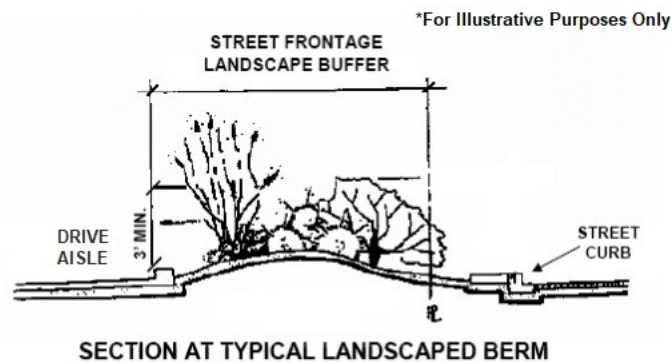 *For Illustrative Purposes Only
STREET FRONTAGE
LANDSCAPE BUFFER
3' MIN.
DRIVE
AISLE
STREET
CURB
℄
SECTION AT TYPICAL LANDSCAPED BERM